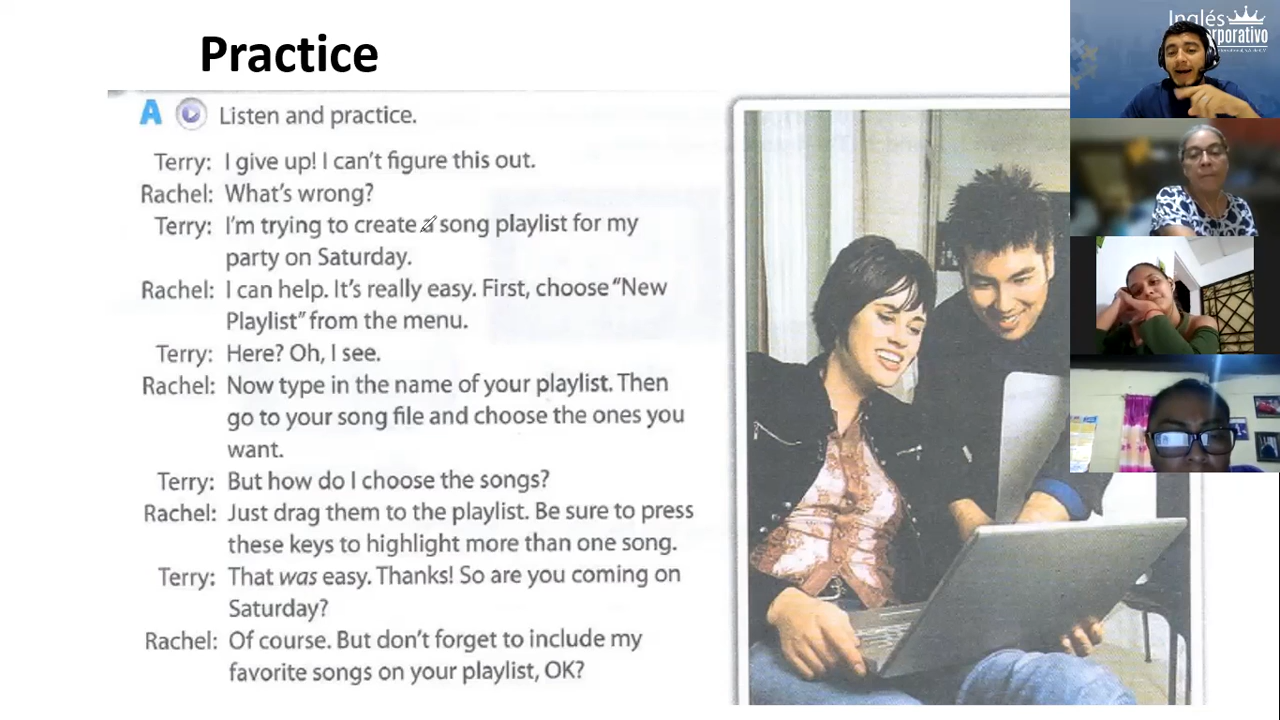 Practice
A Listen and practice.
Terry: I give up! I can't figure this out.
Rachel: What's wrong?
Terry: I'm trying to create a song playlist for my
party on Saturday.
Rachel: I can help. It's really easy. First, choose "New
Playlist" from the menu.
Terry: Here? Oh, I see.
Rachel: Now type in the name of your playlist. Then
go to your song file and choose the ones you
want.
Terry: But how do I choose the songs?
Rachel: Just drag them to the playlist. Be sure to press
these keys to highlight more than one song.
Terry: That was easy. Thanks! So are you coming on
Saturday?
Rachel: Of course. But don't forget to include my
favorite songs on your playlist, OK?
Inglés